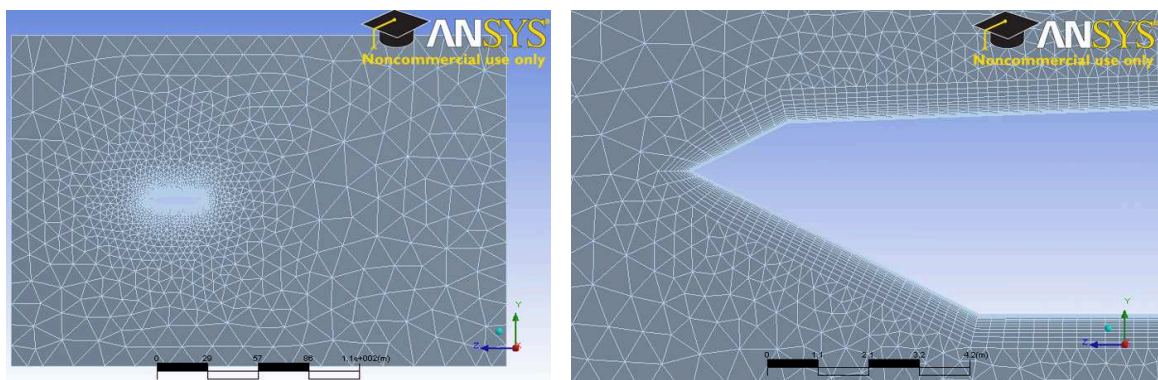 ANSYS
Noncommercial use only
0 29 57 86 1.1e+002(m)
Y
Z X
ANSYS
Noncommercial use only
0 1.1 2.1 3.2 4.2(m)
Y
Z X